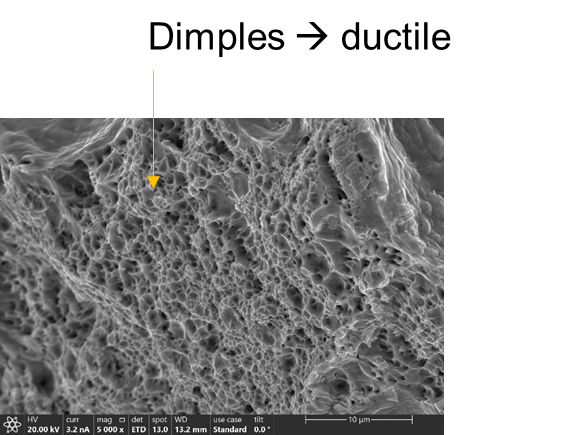 Dimples → ductile
HV curr mag det spot WD use case tilt
20.00 kV 3.2 nA 5 000 x ETD 13.0 13.2 mm Standard 0.0 °
10 µm